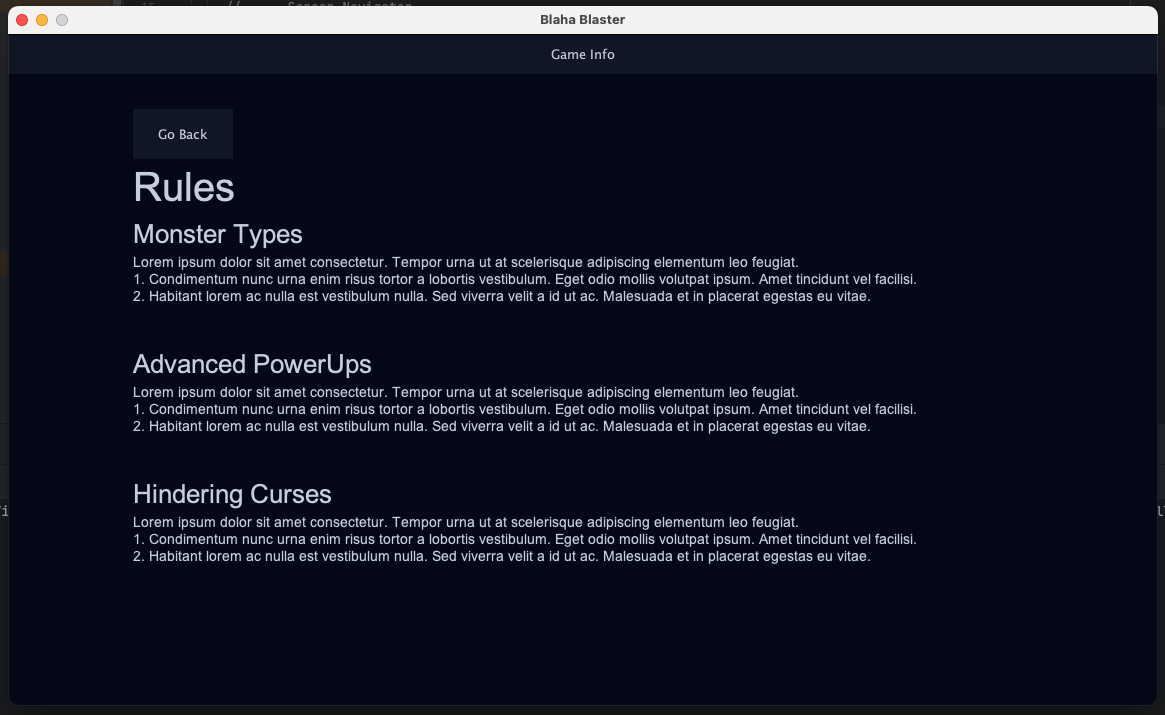 // Screen Navigator
Blaha Blaster
Game Info
Go Back
Rules
Monster Types
Lorem ipsum dolor sit amet consectetur. Tempor urna ut at scelerisque adipiscing elementum leo feugiat.
1. Condimentum nunc urna enim risus tortor a lobortis vestibulum. Eget odio mollis volutpat ipsum. Amet tincidunt vel facilisi.
2. Habitant lorem ac nulla est vestibulum nulla. Sed viverra velit a id ut ac. Malesuada et in placerat egestas eu vitae.
Advanced PowerUps
Lorem ipsum dolor sit amet consectetur. Tempor urna ut at scelerisque adipiscing elementum leo feugiat.
1. Condimentum nunc urna enim risus tortor a lobortis vestibulum. Eget odio mollis volutpat ipsum. Amet tincidunt vel facilisi.
2. Habitant lorem ac nulla est vestibulum nulla. Sed viverra velit a id ut ac. Malesuada et in placerat egestas eu vitae.
Hindering Curses
Lorem ipsum dolor sit amet consectetur. Tempor urna ut at scelerisque adipiscing elementum leo feugiat.
1. Condimentum nunc urna enim risus tortor a lobortis vestibulum. Eget odio mollis volutpat ipsum. Amet tincidunt vel facilisi.
2. Habitant lorem ac nulla est vestibulum nulla. Sed viverra velit a id ut ac. Malesuada et in placerat egestas eu vitae.